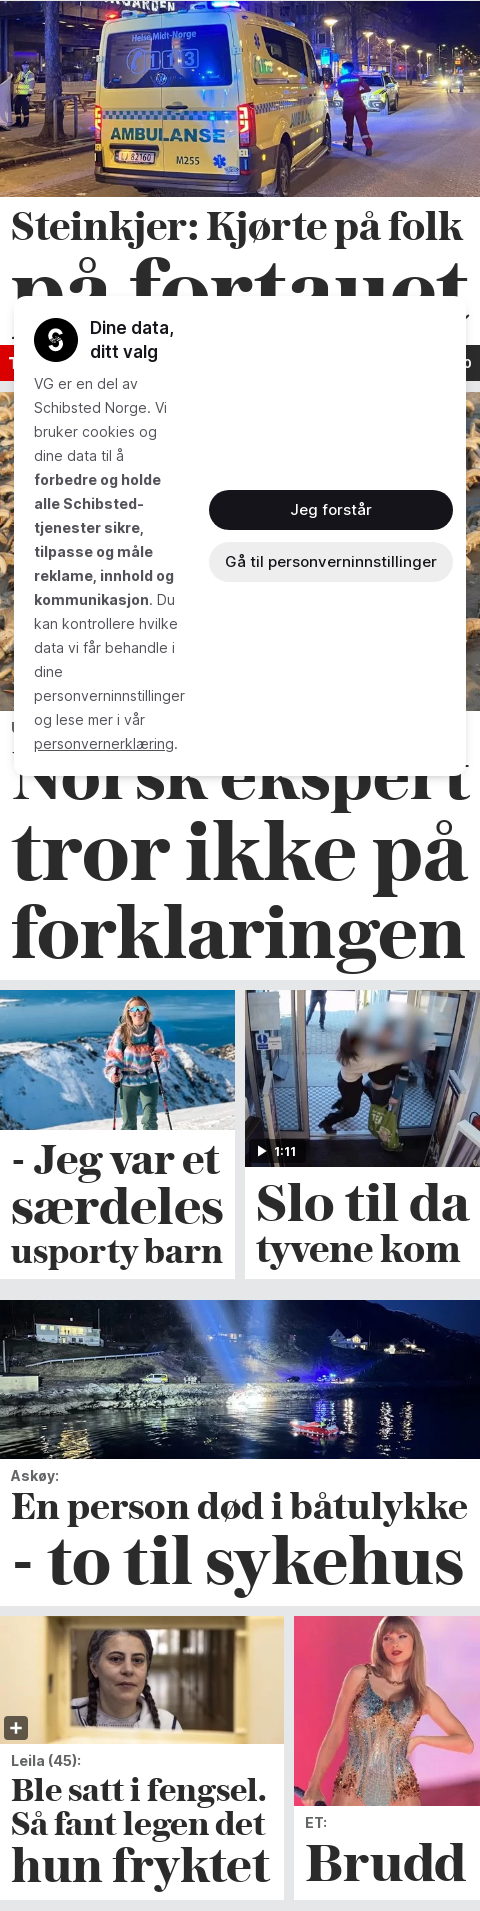 Helse Midt-Norge
113
AMBULANSE
M255
Steinkjer: Kjørte på folk
på fortauet
Dine data,
ditt valg
VG er en del av
Schibsted Norge. Vi
bruker cookies og
dine data til å
forbedre og holde
alle Schibsted-
tjenester sikre,
tilpasse og måle
reklame, innhold og
kommunikasjon. Du
kan kontrollere hvilke
data vi får behandle i
dine
personverninnstillinger
og lese mer i vår
personvernerklæring.
Jeg forstår
Gå til personverninnstillinger
Norsk ekspert
tror ikke på
forklaringen
1:11
- Jeg var et
særdeles
usporty barn
Slo til da
tyvene kom
Askøy:
En person død i båtulykke
- to til sykehus
Leila (45):
Ble satt i fengsel.
Så fant legen det
hun fryktet
ET:
Brudd